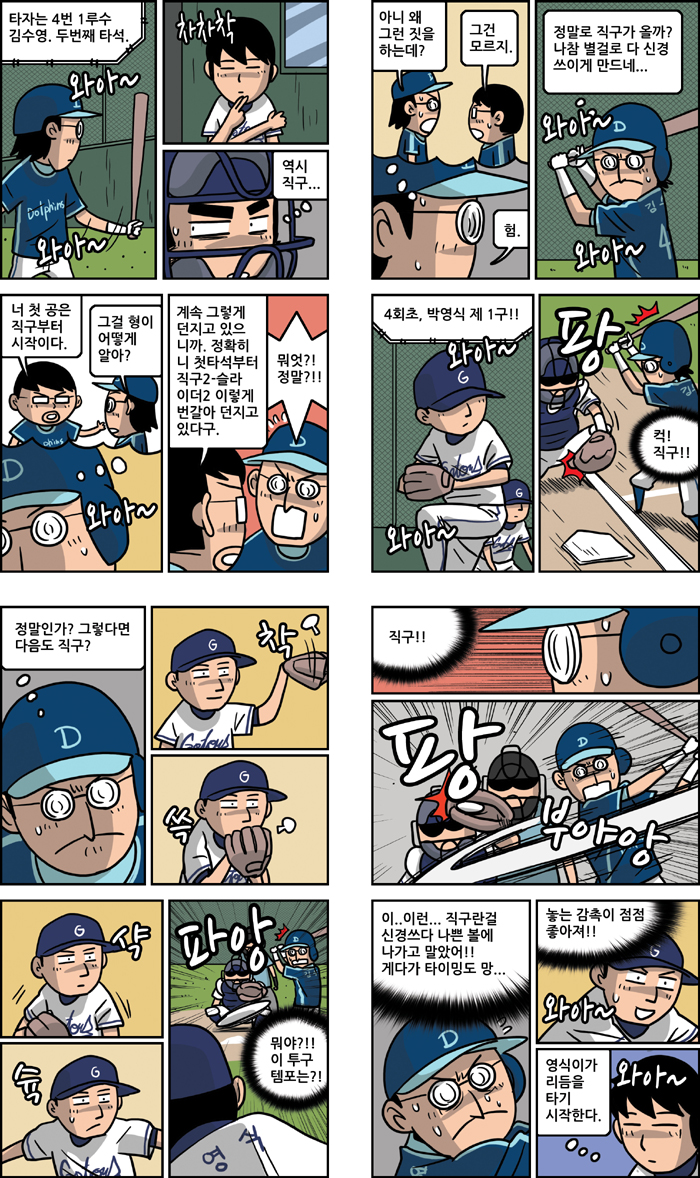 타자는 4번 1루수
김수영. 두번째 타석.
와아~
Dolphins
와아~
차차착
역시
직구...
너 첫 공은
직구부터
시작이다.
그걸 형이
어떻게
알아?
phins
D
와아~
계속 그렇게
던지고 있으
니까. 정확히
니 첫타석부터
직구2-슬라
이더2 이렇게
번갈아 던지고
있다구.
뭐엇?!
정말?!!
아니 왜
그런 짓을
하는데?
그건
모르지.
험.
정말로 직구가 올까?
나참 별걸로 다 신경
쓰이게 만드네...
와아~
D
김
4
와아~
4회초, 박영식 제 1구!!
와아~
G
Gators
G
와아~
팡
컥!
직구!!
정말인가? 그렇다면
다음도 직구?
D
착
G
Gators
쓱
G
샥
G
슉
G
파앙
뭐야?!!
이 투구
템포는?!
영식
직구!!
팡
D
부아앙
이..이런... 직구란걸
신경쓰다 나쁜 볼에
나가고 말았어!!
게다가 타이밍도 망...
D
놓는 감촉이 점점
좋아져!!
G
와아~
영식이가
리듬을
타기
시작한다.
와아~